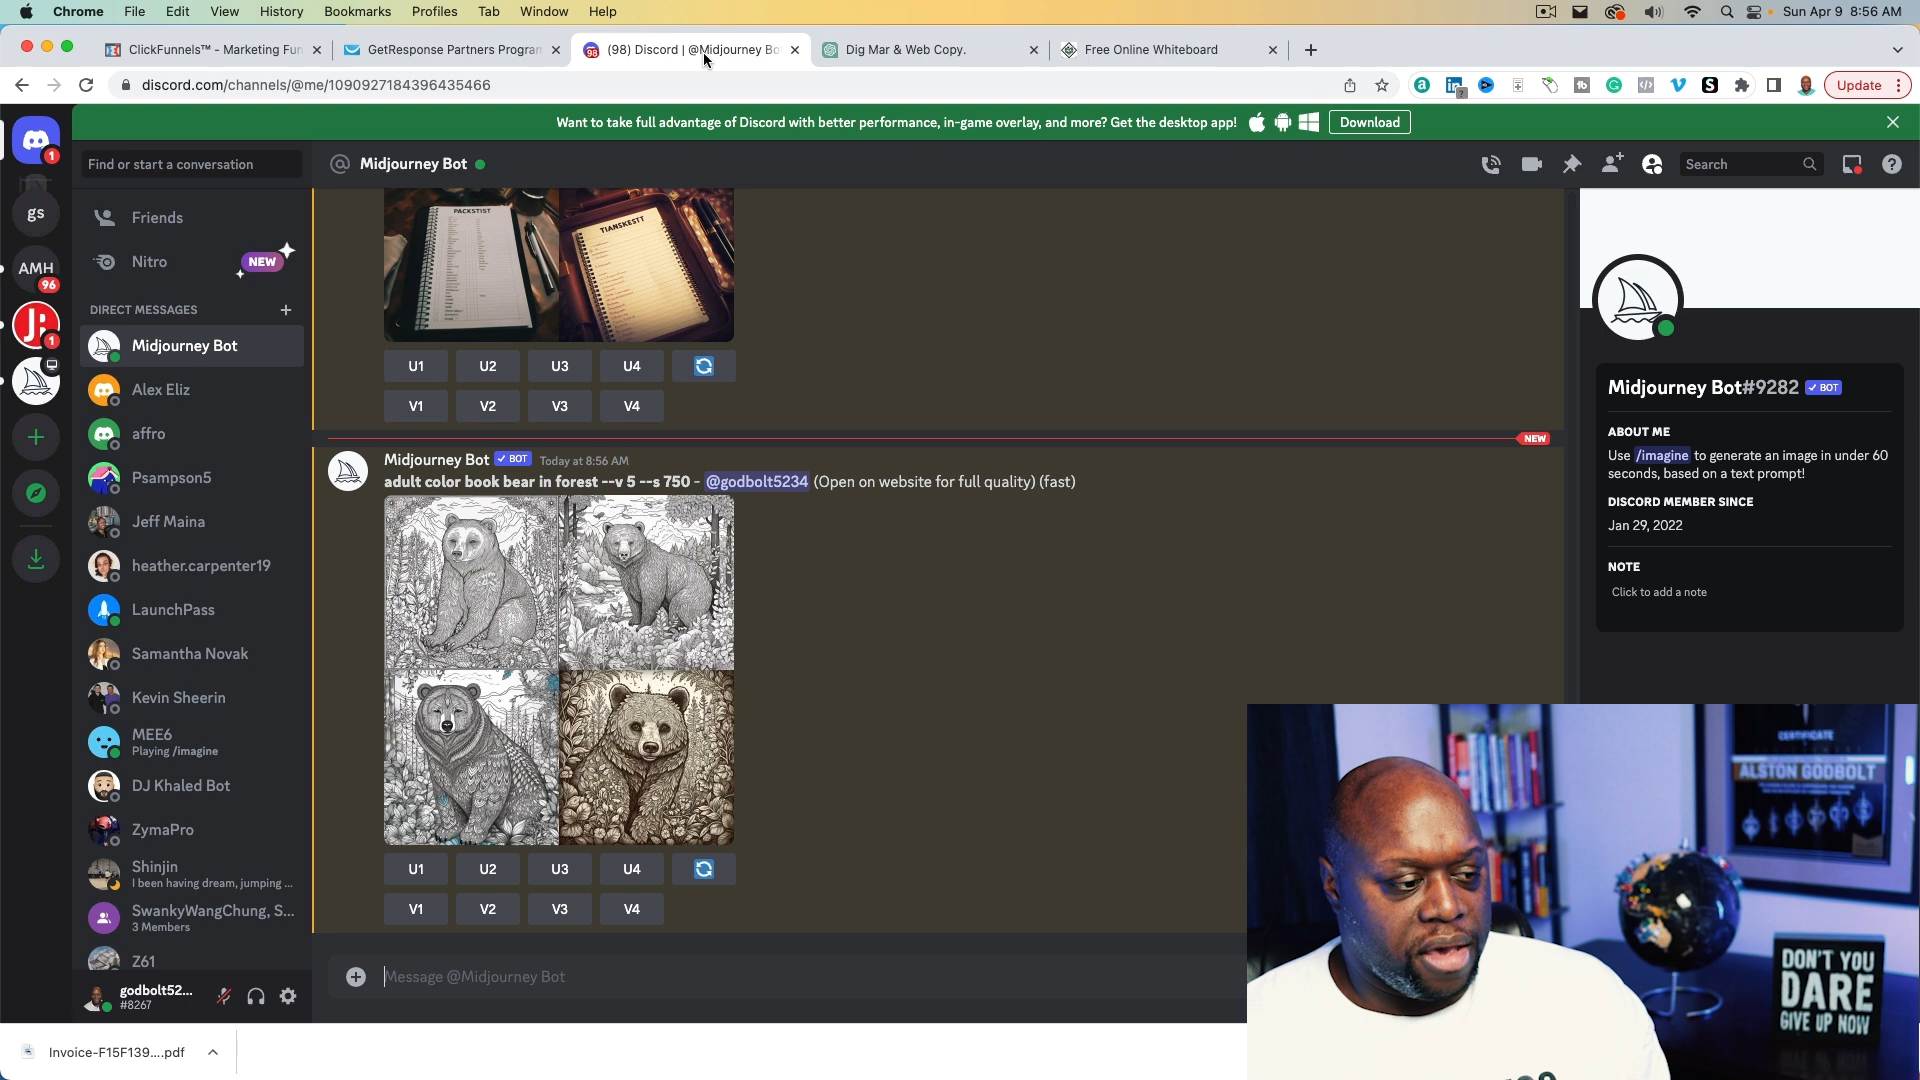 Chrome File Edit View History Bookmarks Profiles Tab Window Help Sun Apr 9 8:56 AM
ClickFunnels™ - Marketing Fun
GetResponse Partners Program
(98) Discord | @Midjourney Bo
Dig Mar & Web Copy.
Free Online Whiteboard
discord.com/channels/@me/1090927184396435466
Update
Want to take full advantage of Discord with better performance, in-game overlay, and more? Get the desktop app! Download
1
gs
AMH
96
1
Find or start a conversation
Friends
Nitro
NEW
DIRECT MESSAGES
Midjourney Bot
Alex Eliz
affro
Psampson5
Jeff Maina
heather.carpenter19
LaunchPass
Samantha Novak
Kevin Sheerin
MEE6
Playing /imagine
DJ Khaled Bot
ZymaPro
Shinjin
I been having dream, jumping ...
SwankyWangChung, S...
3 Members
Z61
godbolt52...
#8267
Midjourney Bot
Search
PACKSTIST
TIANSKESTT
U1 U2 U3 U4
V1 V2 V3 V4
NEW
Midjourney Bot BOT Today at 8:56 AM
adult color book bear in forest --v 5 --s 750 - @godbolt5234 (Open on website for full quality) (fast)
U1 U2 U3 U4
V1 V2 V3 V4
Message @Midjourney Bot
Midjourney Bot#9282 BOT
ABOUT ME
Use /imagine to generate an image in under 60
seconds, based on a text prompt!
DISCORD MEMBER SINCE
Jan 29, 2022
NOTE
Click to add a note
CERTIFICATE
ALSTON GODBOLT
DON'T YOU
DARE
GIVE UP NOW
Invoice-F15F139....pdf